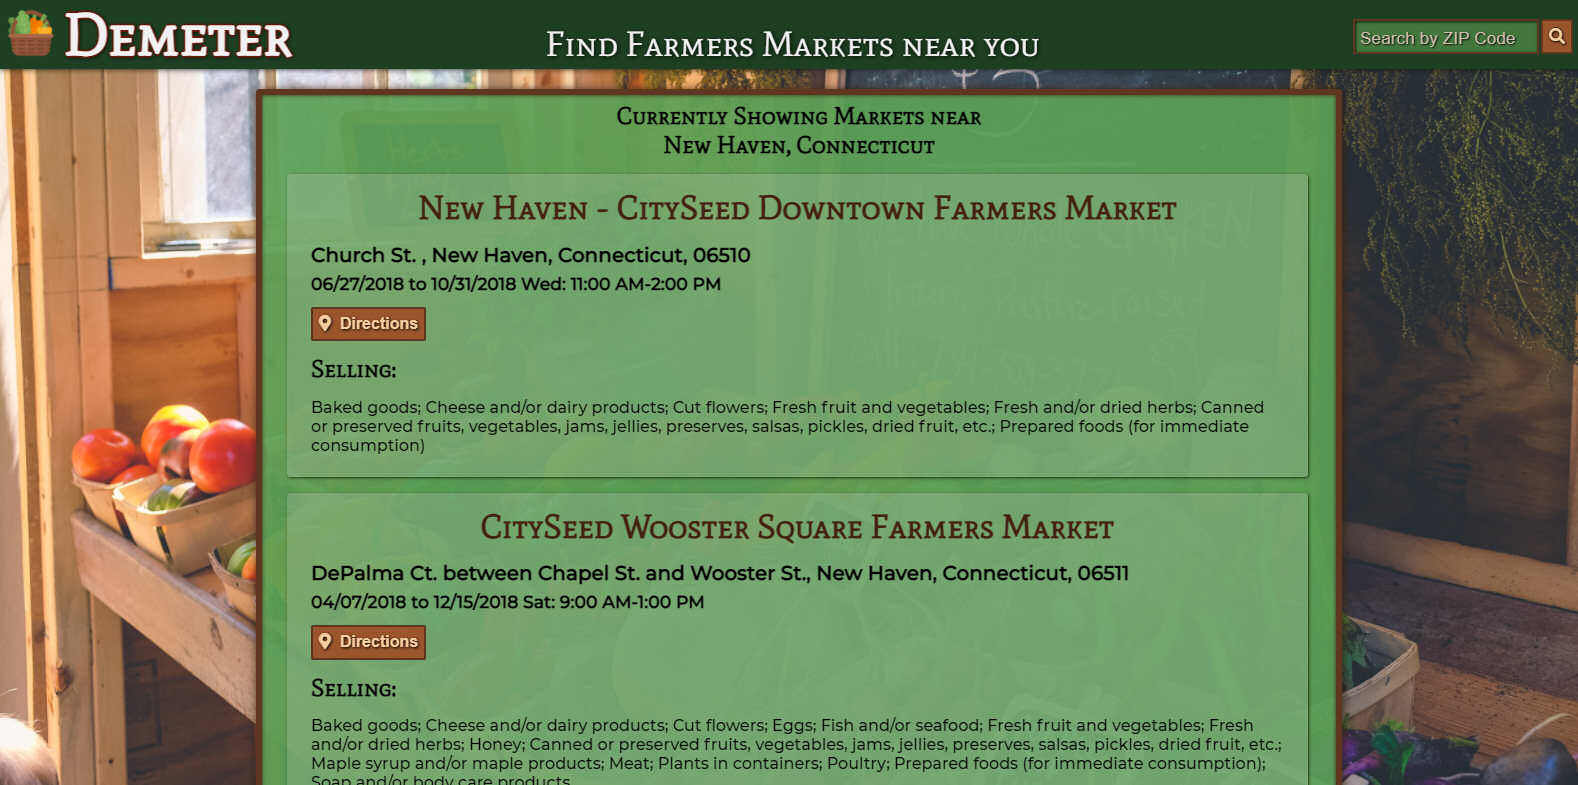 Demeter
Find Farmers Markets near you
Search by ZIP Code
Currently Showing Markets near
New Haven, Connecticut
New Haven - CitySeed Downtown Farmers Market
Church St. , New Haven, Connecticut, 06510
06/27/2018 to 10/31/2018 Wed: 11:00 AM-2:00 PM
Directions
Selling:
Baked goods; Cheese and/or dairy products; Cut flowers; Fresh fruit and vegetables; Fresh and/or dried herbs; Canned
or preserved fruits, vegetables, jams, jellies, preserves, salsas, pickles, dried fruit, etc.; Prepared foods (for immediate
consumption)
CitySeed Wooster Square Farmers Market
DePalma Ct. between Chapel St. and Wooster St., New Haven, Connecticut, 06511
04/07/2018 to 12/15/2018 Sat: 9:00 AM-1:00 PM
Directions
Selling:
Baked goods; Cheese and/or dairy products; Cut flowers; Eggs; Fish and/or seafood; Fresh fruit and vegetables; Fresh
and/or dried herbs; Honey; Canned or preserved fruits, vegetables, jams, jellies, preserves, salsas, pickles, dried fruit, etc.;
Maple syrup and/or maple products; Meat; Plants in containers; Poultry; Prepared foods (for immediate consumption);
Soap and/or body care products
Herbs
CHICKEN
frozen, Pasture-raised